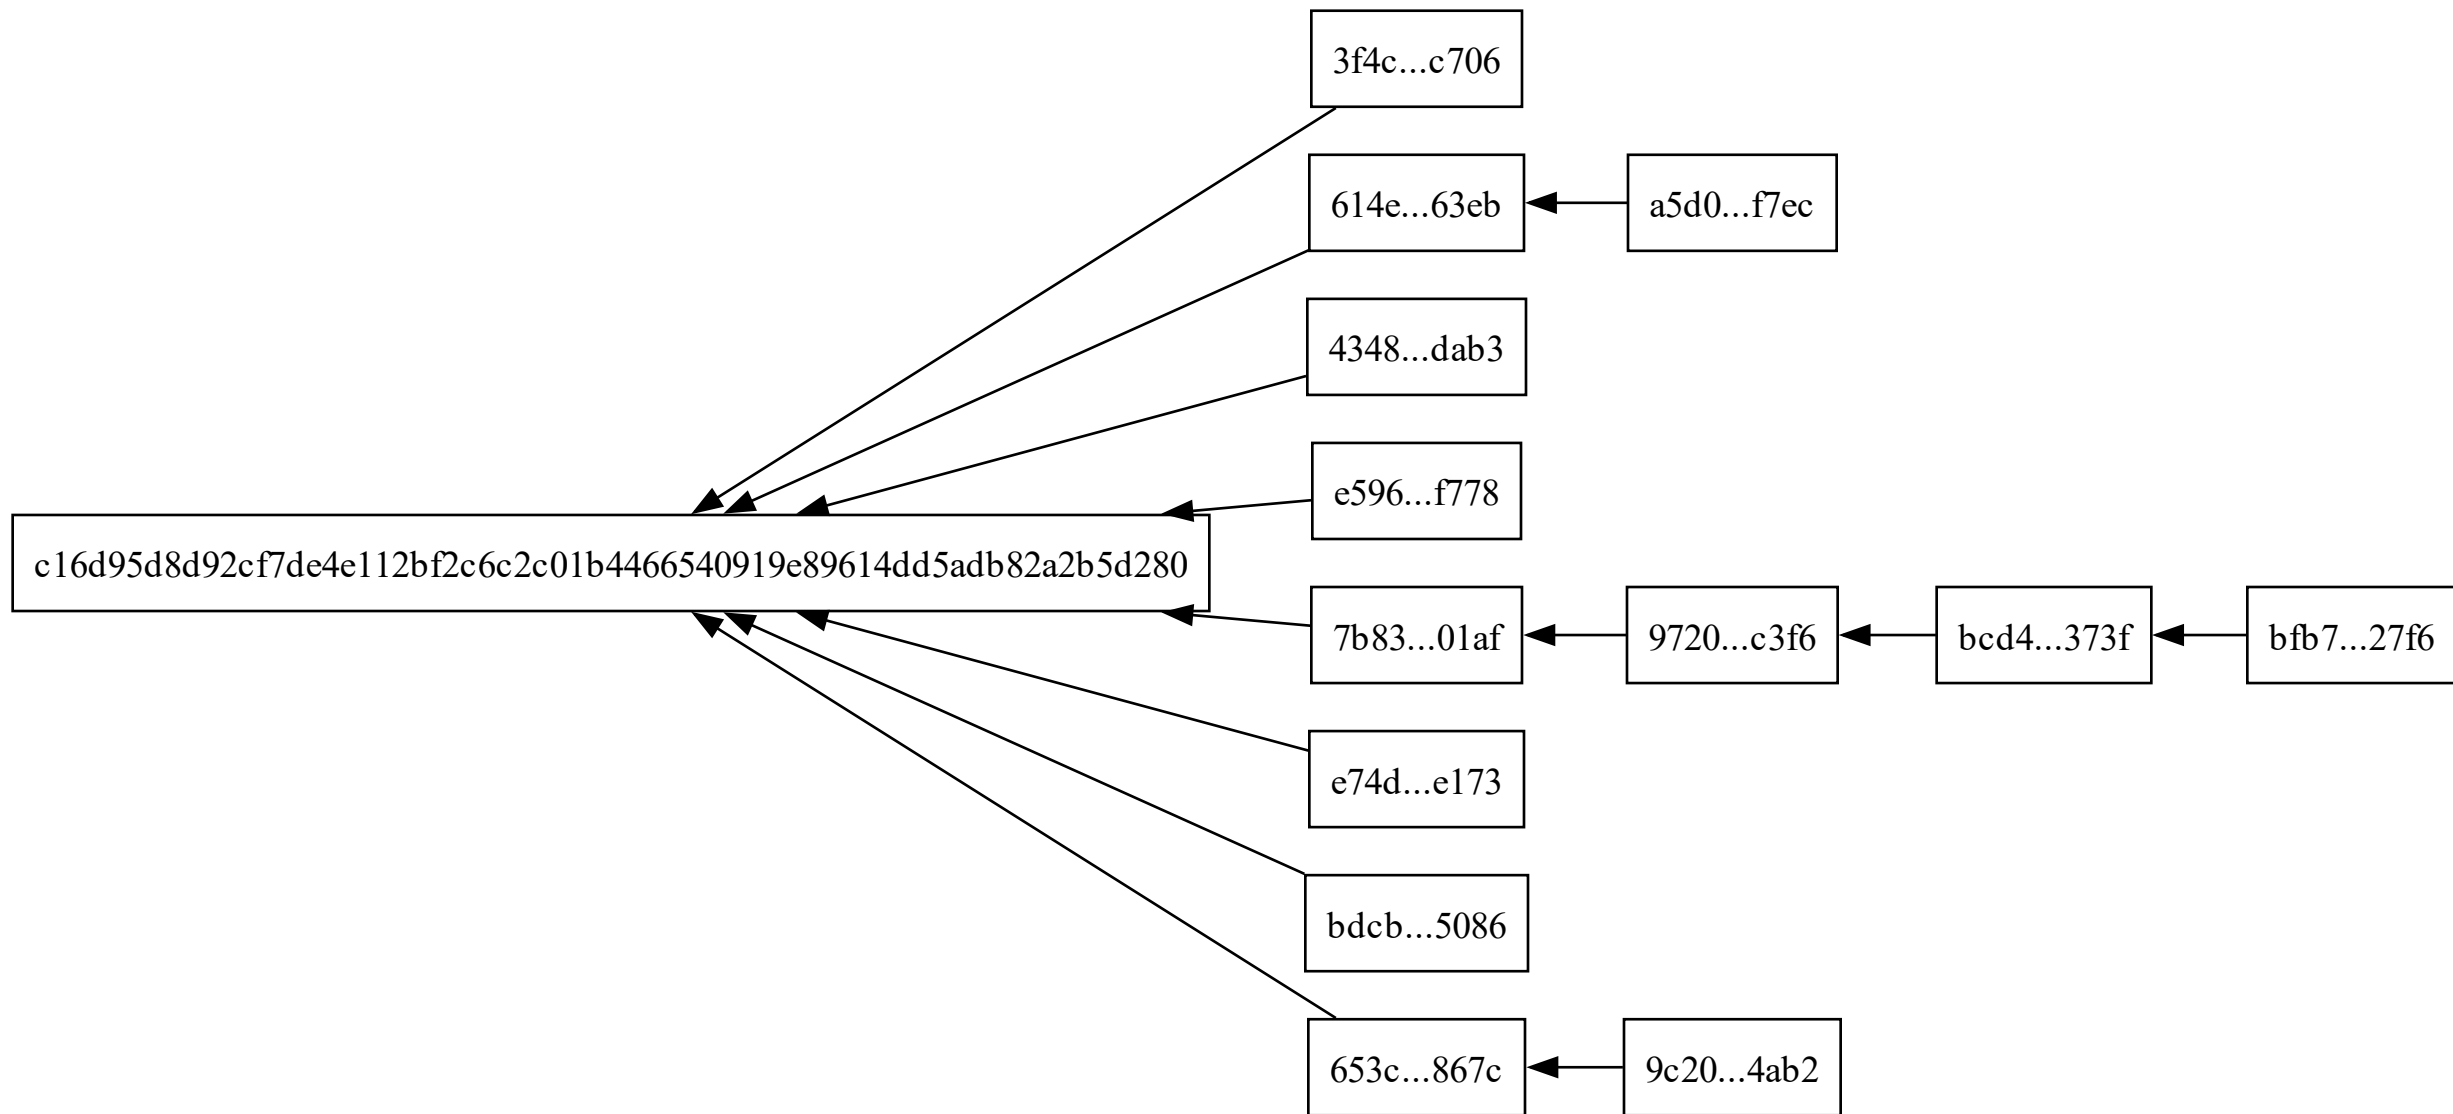 3f4c...c706
614e...63eb
a5d0...f7ec
4348...dab3
e596...f778
c16d95d8d92cf7de4e112bf2c6c2c01b4466540919e89614dd5adb82a2b5d280
7b83...01af
9720...c3f6
bcd4...373f
bfb7...27f6
e74d...e173
bdcb...5086
653c...867c
9c20...4ab2